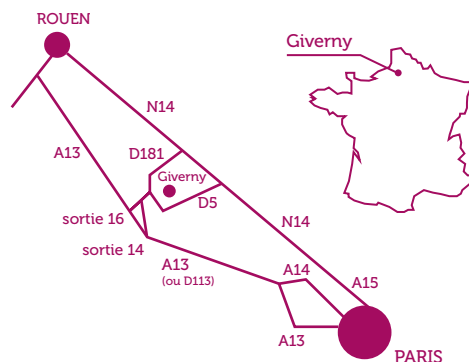 ROUEN
Giverny
N14
A13
D181
Giverny
D5
sortie 16
N14
sortie 14
A13
(ou D113)
A14
A15
A13
PARIS